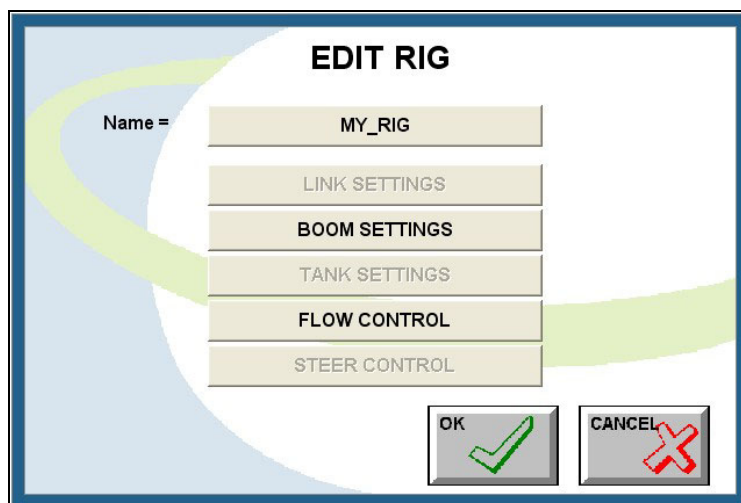 EDIT RIG
Name = MY_RIG
LINK SETTINGS
BOOM SETTINGS
TANK SETTINGS
FLOW CONTROL
STEER CONTROL
OK CANCEL